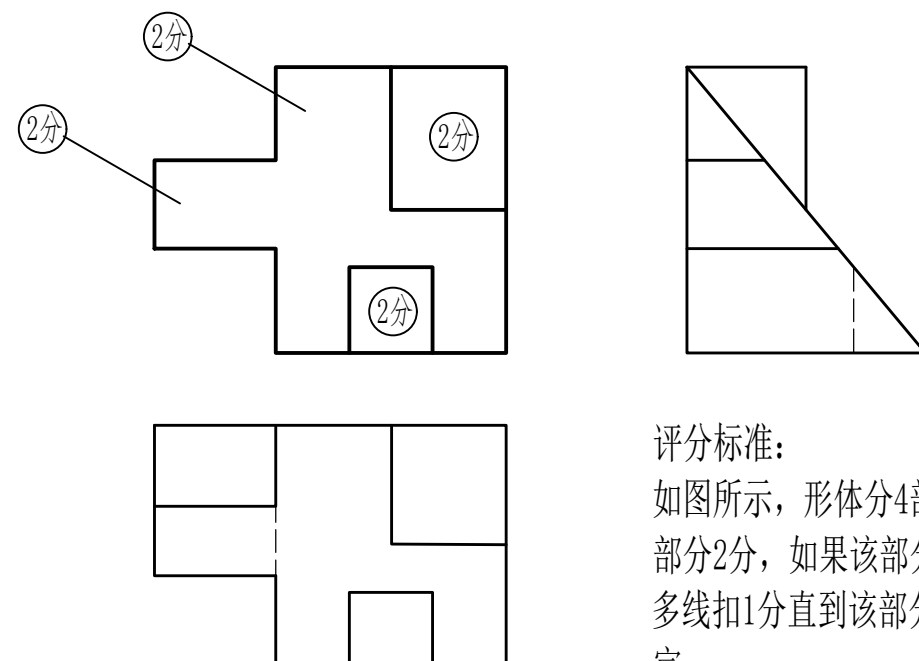 2分
2分
2分
2分
评分标准：
如图所示，形体分4部
部分2分，如果该部分
多线扣1分直到该部分